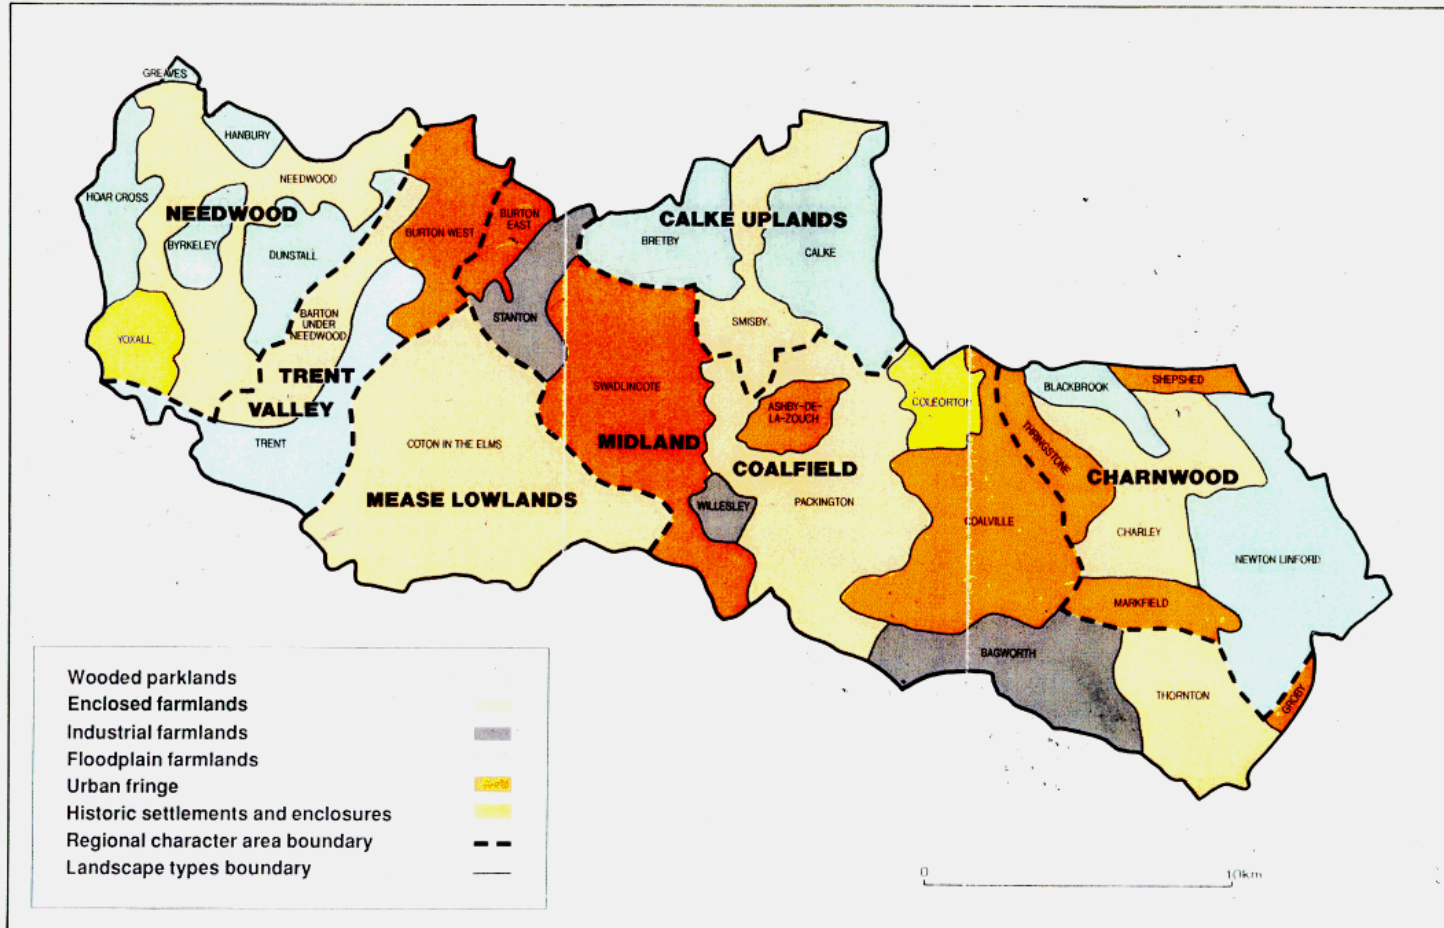 GREAVES
HANBURY
NEEDWOOD
HOAR CROSS
NEEDWOOD
BYRKELEY
DUNSTALL
BURTON WEST
BURTON
EAST
CALKE UPLANDS
BRETBY
CALKE
YOXALL
BARTON
UNDER
NEEDWOOD
STANTON
SMISBY
TRENT
VALLEY
TRENT
COTON IN THE ELMS
MEASE LOWLANDS
SWADLINCOTE
MIDLAND
ASHBY-DE-
LA-ZOUCH
COALFIELD
WILLESLEY
PACKINGTON
COLEORTON
THRINGSTONE
COALVILLE
BLACKBROOK
SHEPSHED
CHARNWOOD
CHARLEY
NEWTON LINFORD
MARKFIELD
BAGWORTH
THORNTON
GROBY
Wooded parklands
Enclosed farmlands
Industrial farmlands
Floodplain farmlands
Urban fringe
Historic settlements and enclosures
Regional character area boundary
Landscape types boundary
0 10km